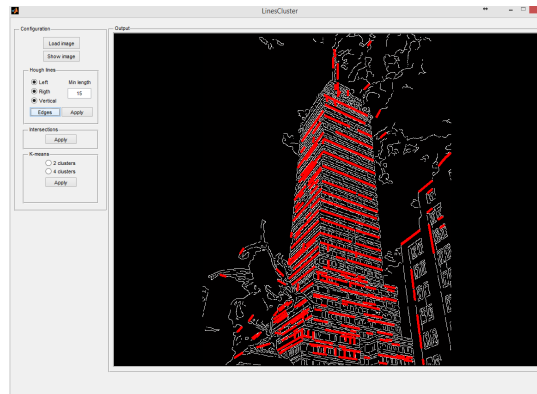 LinesCluster
Configuration
Load image
Show image
Hough lines
Left
Min length
Rigth
15
Vertical
Edges
Apply
Intersections
Apply
K-means
2 clusters
4 clusters
Apply
Output